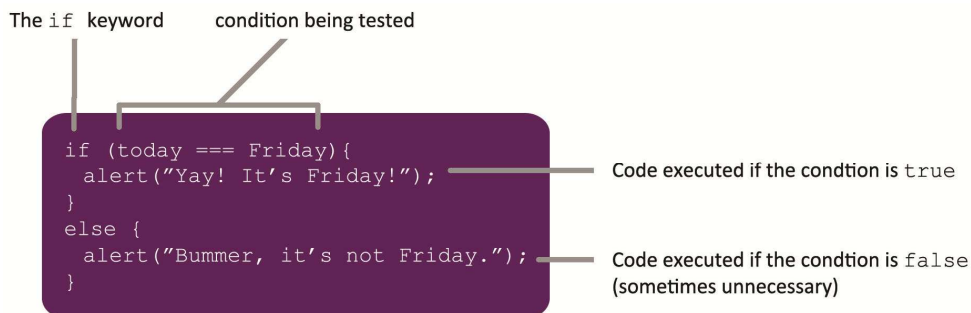 The if keyword
condition being tested
if (today === Friday){
alert("Yay! It's Friday!");
}
else {
alert("Bummer, it's not Friday.");
}
Code executed if the condtion is true
Code executed if the condtion is false
(sometimes unnecessary)